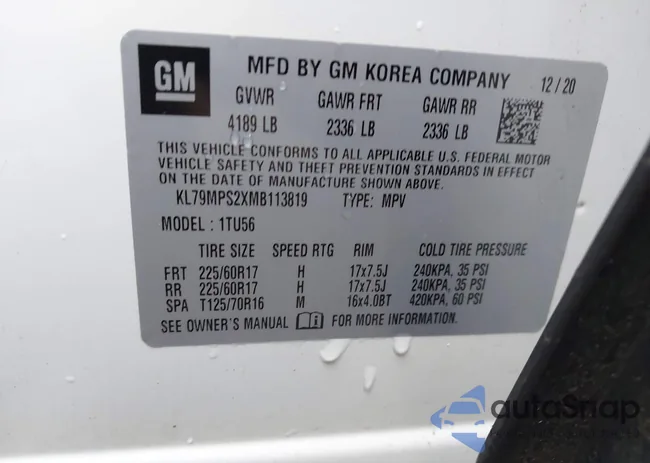 GM
MFD BY GM KOREA COMPANY 12/20
GVWR GAWR FRT GAWR RR
4189 LB 2336 LB 2336 LB
THIS VEHICLE CONFORMS TO ALL APPLICABLE U.S. FEDERAL MOTOR
VEHICLE SAFETY AND THEFT PREVENTION STANDARDS IN EFFECT
ON THE DATE OF MANUFACTURE SHOWN ABOVE.
KL79MPS2XMB113819 TYPE: MPV
MODEL : 1TU56
TIRE SIZE SPEED RTG RIM COLD TIRE PRESSURE
FRT 225/60R17 H 17x7.5J 240KPA, 35 PSI
RR 225/60R17 H 17x7.5J 240KPA, 35 PSI
SPA T125/70R16 M 16x4.0BT 420KPA, 60 PSI
SEE OWNER'S MANUAL FOR MORE INFORMATION.
autoSnap